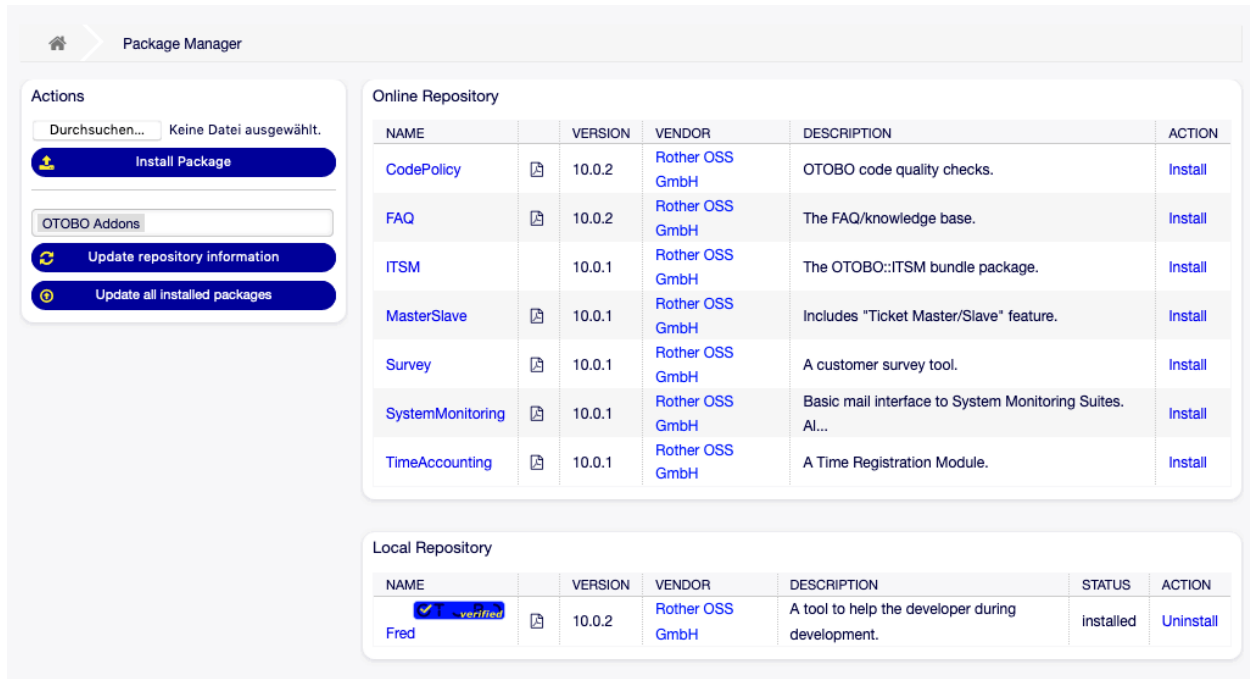 Package Manager
Actions
Durchsuchen... Keine Datei ausgewählt.
Install Package
OTOBO Addons
Update repository information
Update all installed packages
Online Repository
NAME VERSION VENDOR DESCRIPTION ACTION
CodePolicy 10.0.2 Rother OSS GmbH OTOBO code quality checks. Install
FAQ 10.0.2 Rother OSS GmbH The FAQ/knowledge base. Install
ITSM 10.0.1 Rother OSS GmbH The OTOBO::ITSM bundle package. Install
MasterSlave 10.0.1 Rother OSS GmbH Includes "Ticket Master/Slave" feature. Install
Survey 10.0.1 Rother OSS GmbH A customer survey tool. Install
SystemMonitoring 10.0.1 Rother OSS GmbH Basic mail interface to System Monitoring Suites. Al... Install
TimeAccounting 10.0.1 Rother OSS GmbH A Time Registration Module. Install
Local Repository
NAME VERSION VENDOR DESCRIPTION STATUS ACTION
verified
Fred 10.0.2 Rother OSS GmbH A tool to help the developer during development. installed Uninstall